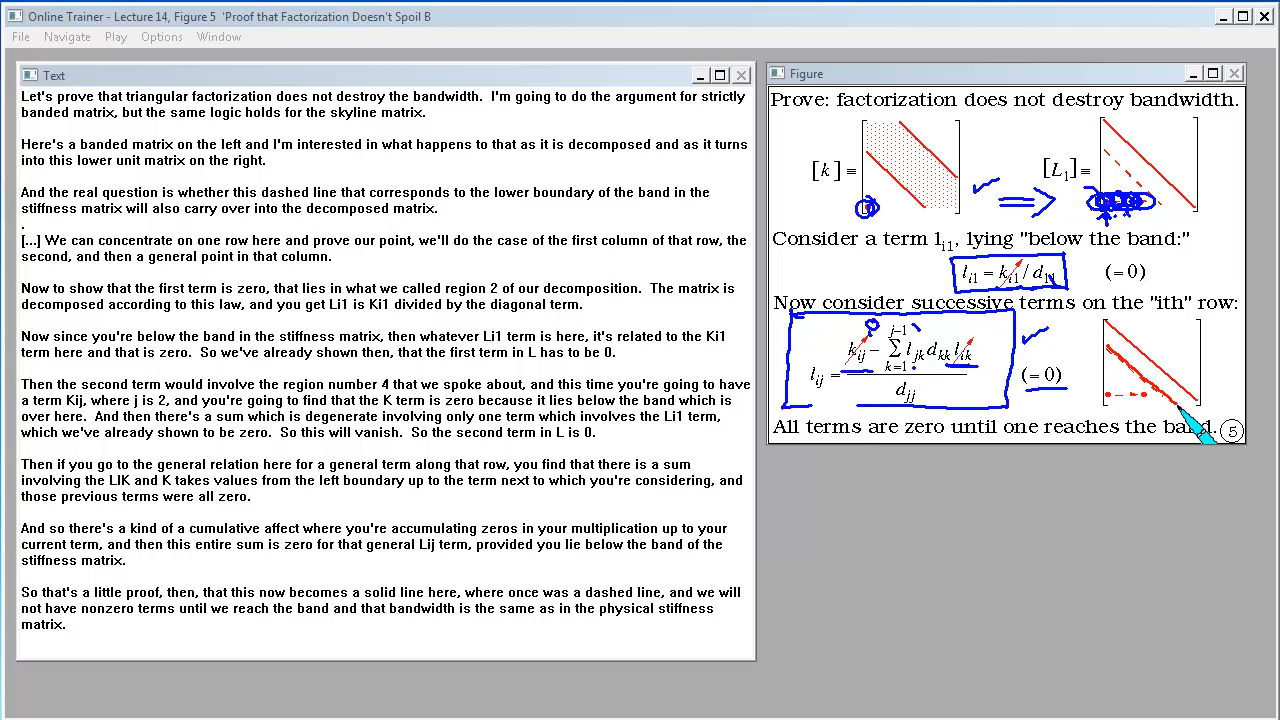 Online Trainer - Lecture 14, Figure 5  'Proof that Factorization Doesn't Spoil B
File Navigate Play Options Window
Text
Let's prove that triangular factorization does not destroy the bandwidth.  I'm going to do the argument for strictly
banded matrix, but the same logic holds for the skyline matrix.
Here's a banded matrix on the left and I'm interested in what happens to that as it is decomposed and as it turns
into this lower unit matrix on the right.
And the real question is whether this dashed line that corresponds to the lower boundary of the band in the
stiffness matrix will also carry over into the decomposed matrix.
.
[...] We can concentrate on one row here and prove our point, we'll do the case of the first column of that row, the
second, and then a general point in that column.
Now to show that the first term is zero, that lies in what we called region 2 of our decomposition.  The matrix is
decomposed according to this law, and you get Li1 is Ki1 divided by the diagonal term.
Now since you're below the band in the stiffness matrix, then whatever Li1 term is here, it's related to the Ki1
term here and that is zero.  So we've already shown then, that the first term in L has to be 0.
Then the second term would involve the region number 4 that we spoke about, and this time you're going to have
a term Kij, where j is 2, and you're going to find that the K term is zero because it lies below the band which is
over here.  And then there's a sum which is degenerate involving only one term which involves the Li1 term,
which we've already shown to be zero.  So this will vanish.  So the second term in L is 0.
Then if you go to the general relation here for a general term along that row, you find that there is a sum
involving the LIK and K takes values from the left boundary up to the term next to which you're considering, and
those previous terms were all zero.
And so there's a kind of a cumulative affect where you're accumulating zeros in your multiplication up to your
current term, and then this entire sum is zero for that general Lij term, provided you lie below the band of the
stiffness matrix.
So that's a little proof, then, that this now becomes a solid line here, where once was a dashed line, and we will
not have nonzero terms until we reach the band and that bandwidth is the same as in the physical stiffness
matrix.
Figure
Prove: factorization does not destroy bandwidth.
[k] ≡ [L1] ≡
Consider a term li1, lying "below the band:"
li1 = ki1 / d11 (= 0)
Now consider successive terms on the "ith" row:
j−1
kij − Σ ljk dkk lik
k=1
lij = (= 0)
djj
All terms are zero until one reaches the band. 5